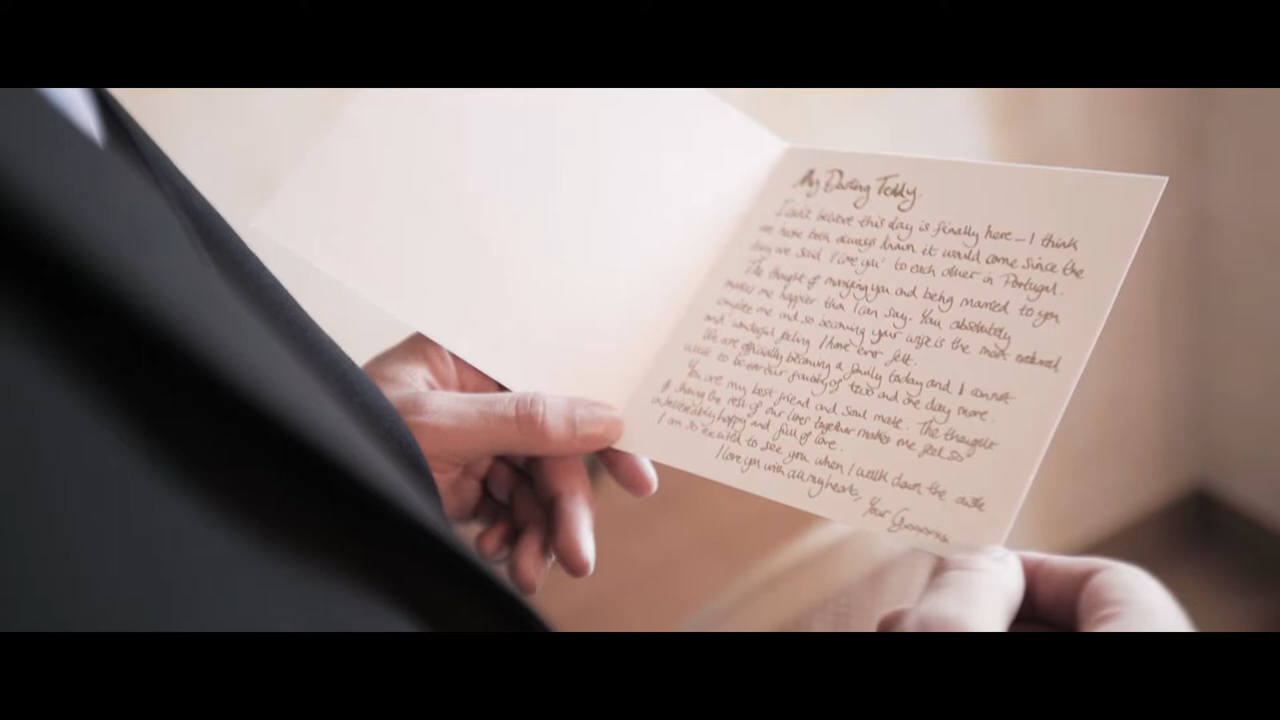 My Darling Teddy.
I can't believe this day is finally here – I think
we have both always known it would come since the
day we said 'I love you' to each other in Portugal.
The thought of marrying you and being married to you
makes me happier than I can say. You absolutely
complete me and so becoming your wife is the most natural
and wonderful feeling I have ever felt.
We are officially becoming a family today and I cannot
wait to be our family of two and one day more.
You are my best friend and soul mate. The thought
of sharing the rest of our lives together makes me feel so
unbelievably happy and full of love.
I am so excited to see you when I walk down the aisle
I love you with all my heart,
Your